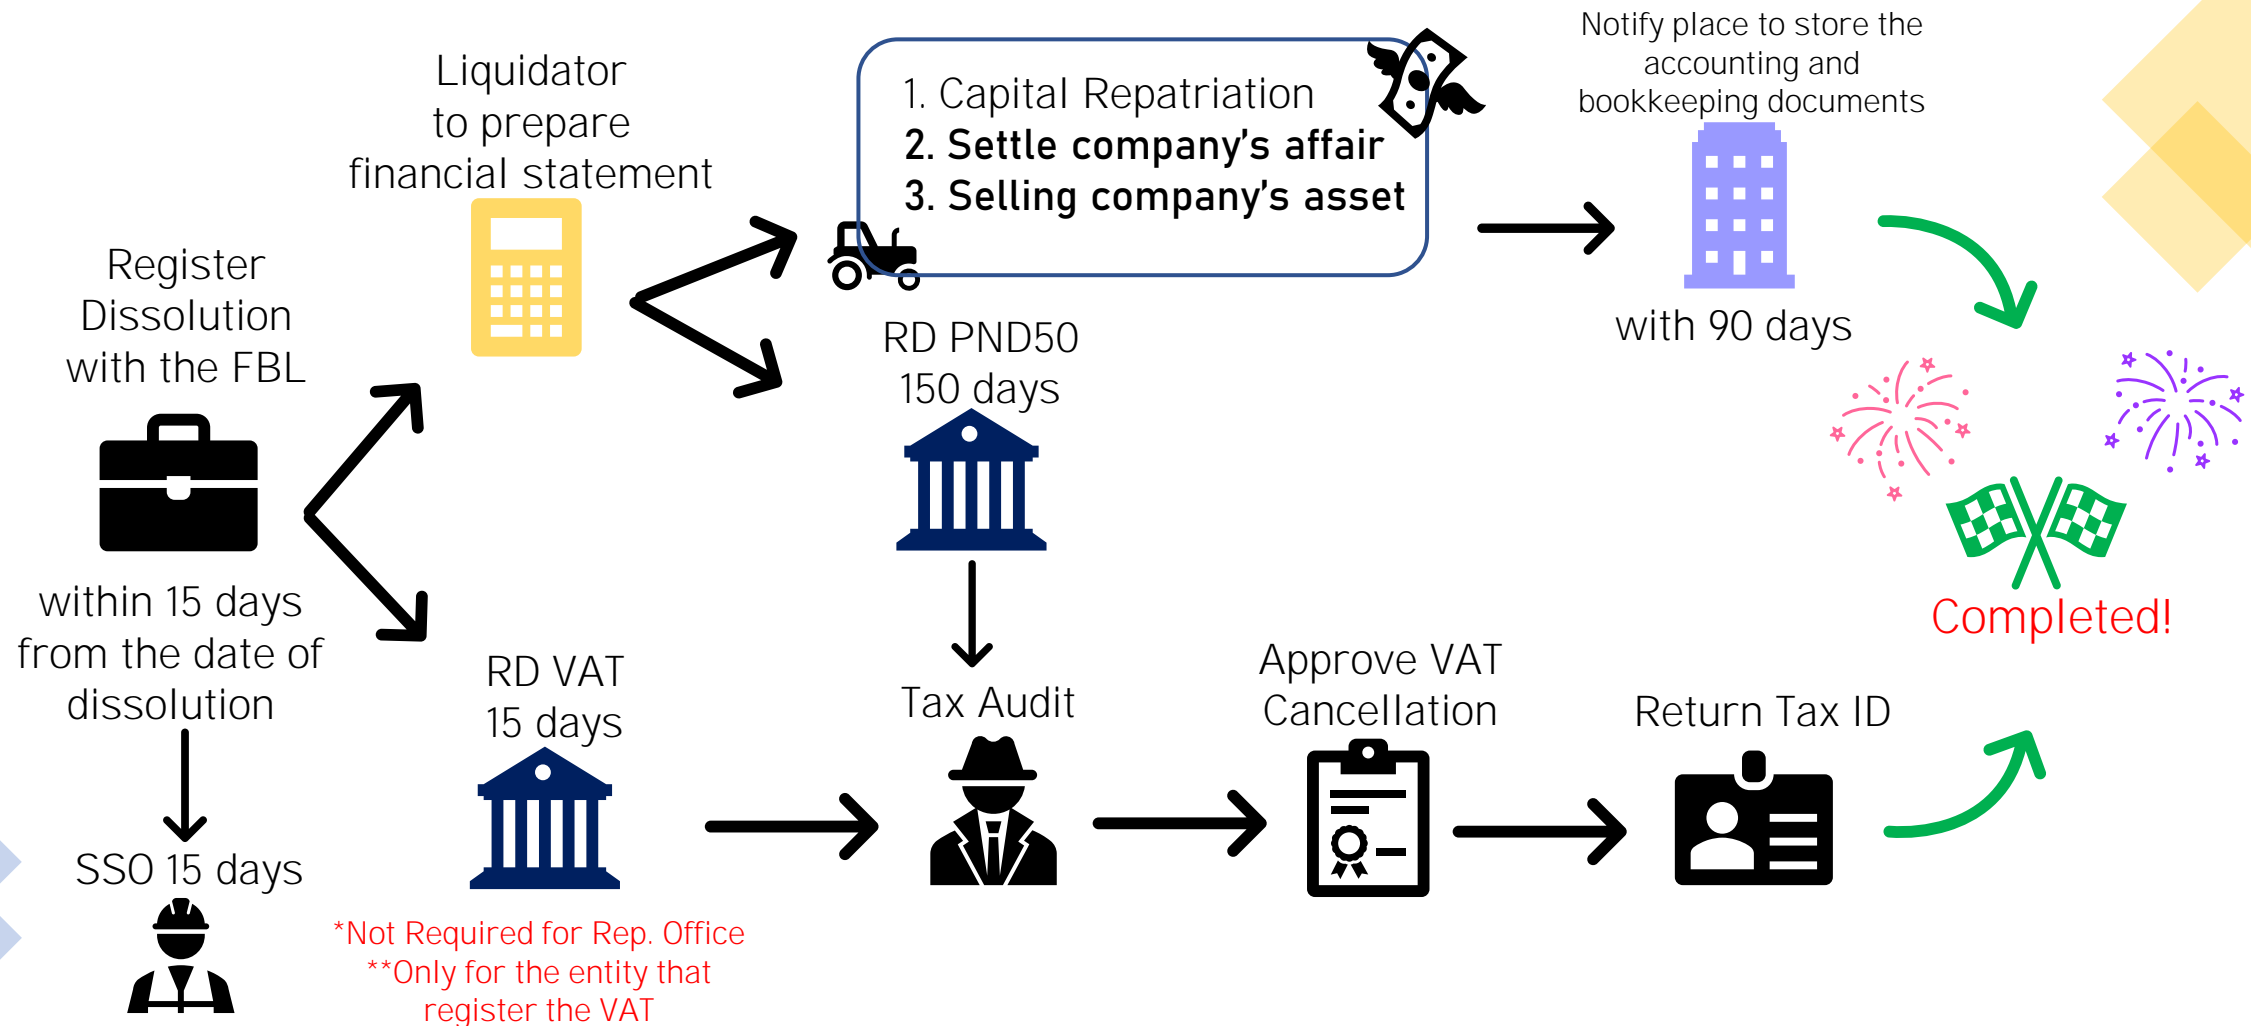 Register
Dissolution
with the FBL
within 15 days
from the date of
dissolution
SSO 15 days
Liquidator
to prepare
financial statement
RD VAT
15 days
*Not Required for Rep. Office
**Only for the entity that
register the VAT
1. Capital Repatriation
2. Settle company's affair
3. Selling company's asset
RD PND50
150 days
Tax Audit
Approve VAT
Cancellation
Return Tax ID
Notify place to store the
accounting and
bookkeeping documents
with 90 days
Completed!